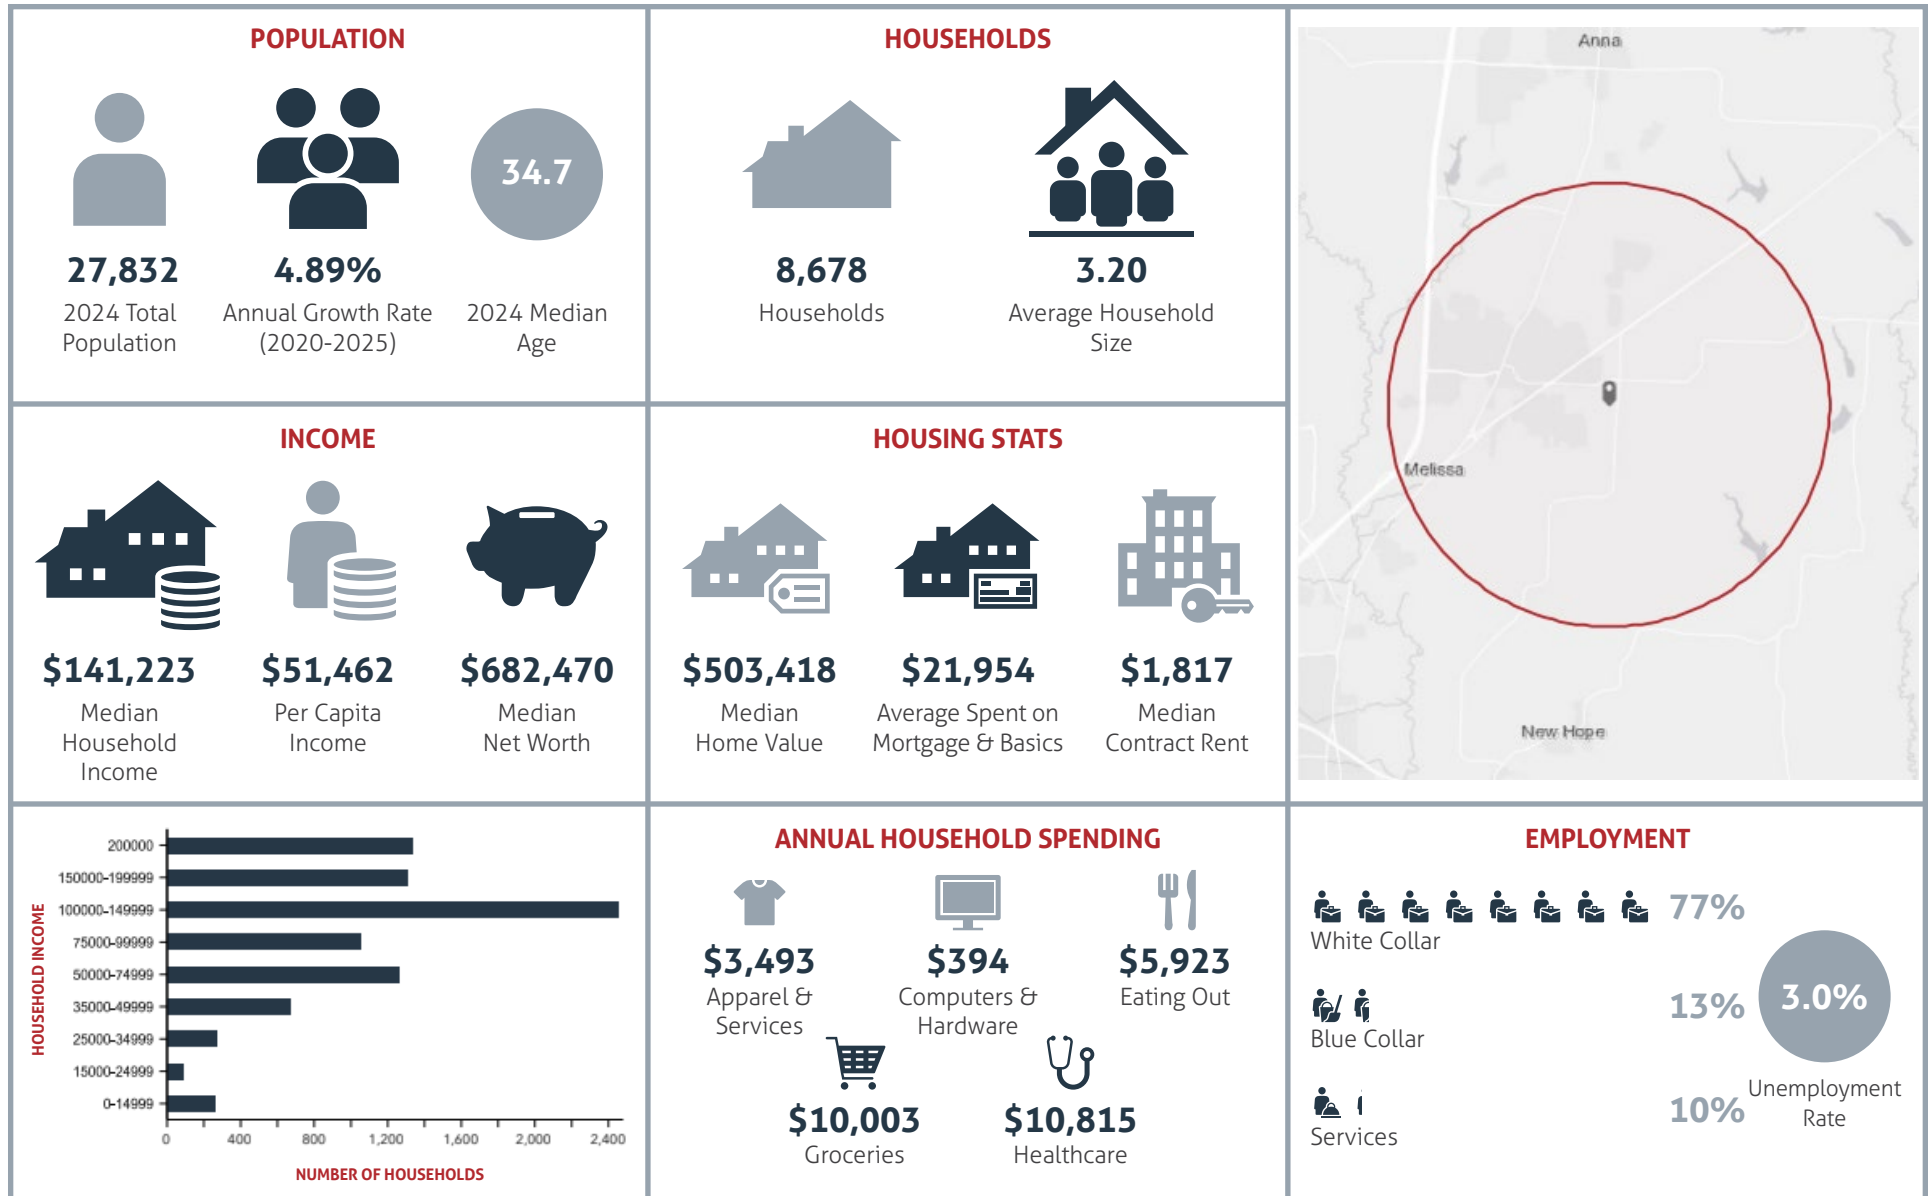 POPULATION
34.7
27,832
4.89%
2024 Total
Population
Annual Growth Rate
(2020-2025)
2024 Median
Age
HOUSEHOLDS
8,678
3.20
Households
Average Household
Size
Anna
Melissa
New Hope
INCOME
$141,223
$51,462
$682,470
Median
Household
Income
Per Capita
Income
Median
Net Worth
HOUSING STATS
$503,418
$21,954
$1,817
Median
Home Value
Average Spent on
Mortgage & Basics
Median
Contract Rent
HOUSEHOLD INCOME
200000
150000-199999
100000-149999
75000-99999
50000-74999
35000-49999
25000-34999
15000-24999
0-14999
0 400 800 1,200 1,600 2,000 2,400
NUMBER OF HOUSEHOLDS
ANNUAL HOUSEHOLD SPENDING
$3,493
$394
$5,923
Apparel &
Services
Computers &
Hardware
Eating Out
$10,003
$10,815
Groceries
Healthcare
EMPLOYMENT
77%
White Collar
13%
Blue Collar
10%
Services
3.0%
Unemployment
Rate